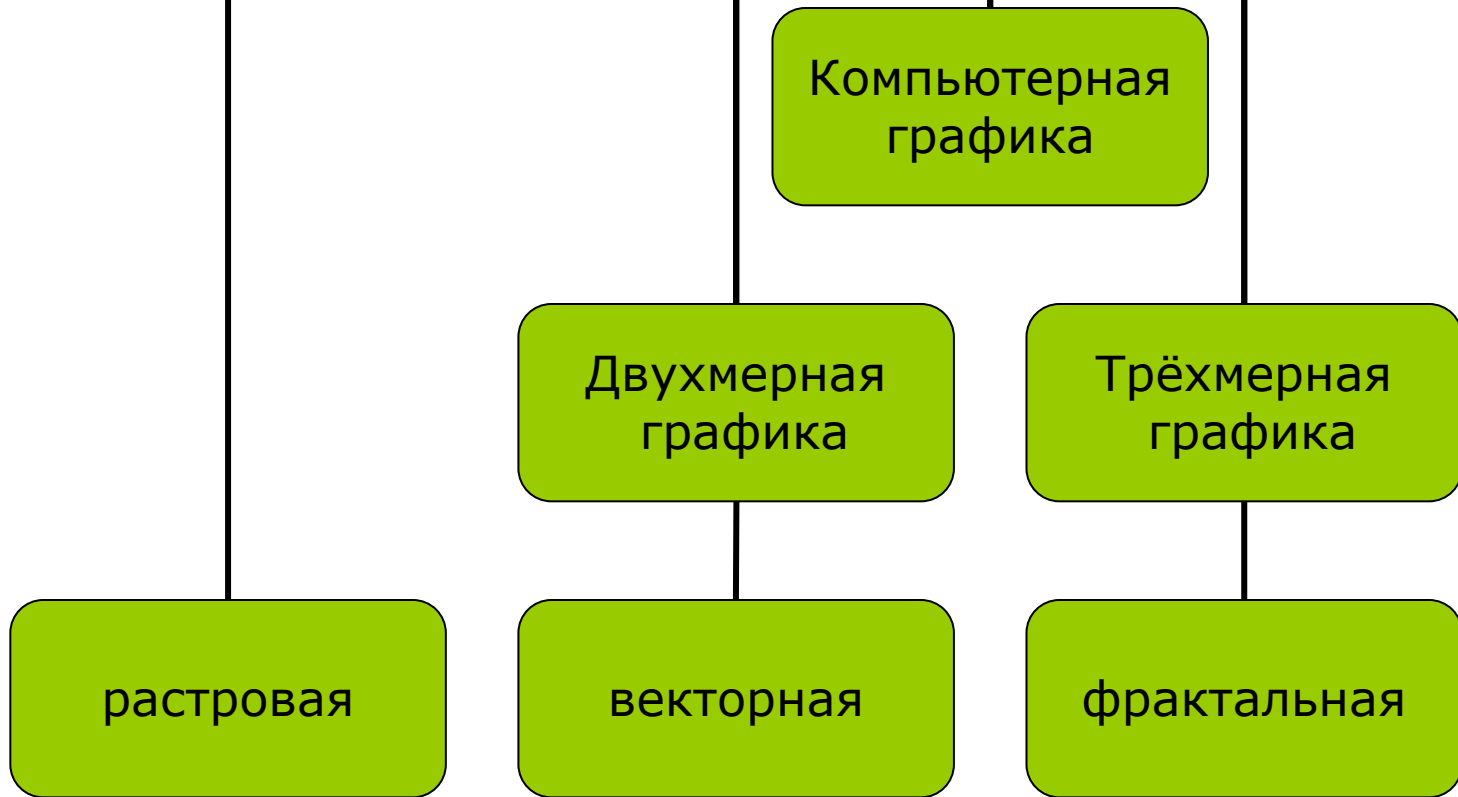 Компьютерная
графика
Двухмерная
графика
Трёхмерная
графика
растровая
векторная
фрактальная